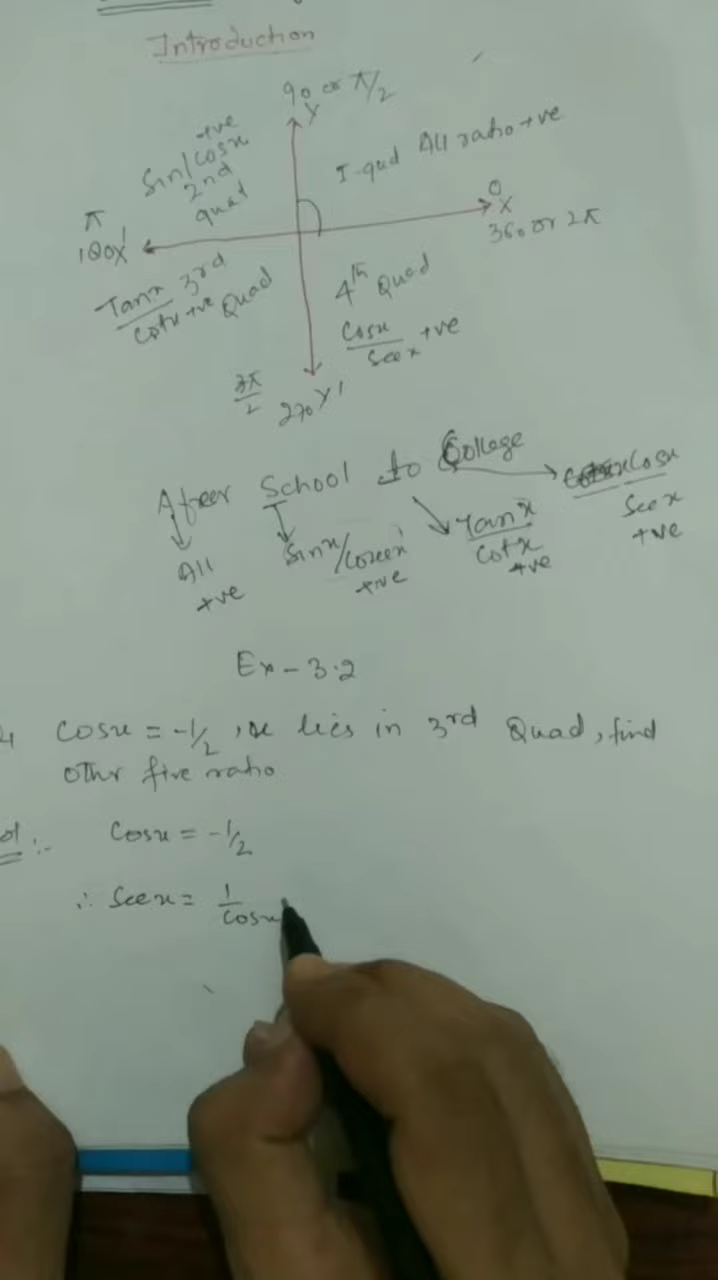 Introduction
90 or π/2
Y
+ve
Sin/cosx
2nd
quad
I-quad All ratio +ve
π
180X'
0
X
360 or 2π
Tanx 3rd
Cotx +ve Quad
4th Quad
Cosx
Secx +ve
3π/2
270 Y'
Afteer School to College
All
+ve
Sinx/Cosecx
+ve
Tanx
Cotx
+ve
Cosx
Secx
+ve
Ex-3.2
Cosx = -1/2, x lies in 3rd Quad, find
othr five ratio
Sol:- Cosx = -1/2
∴ Secx = 1/Cosx